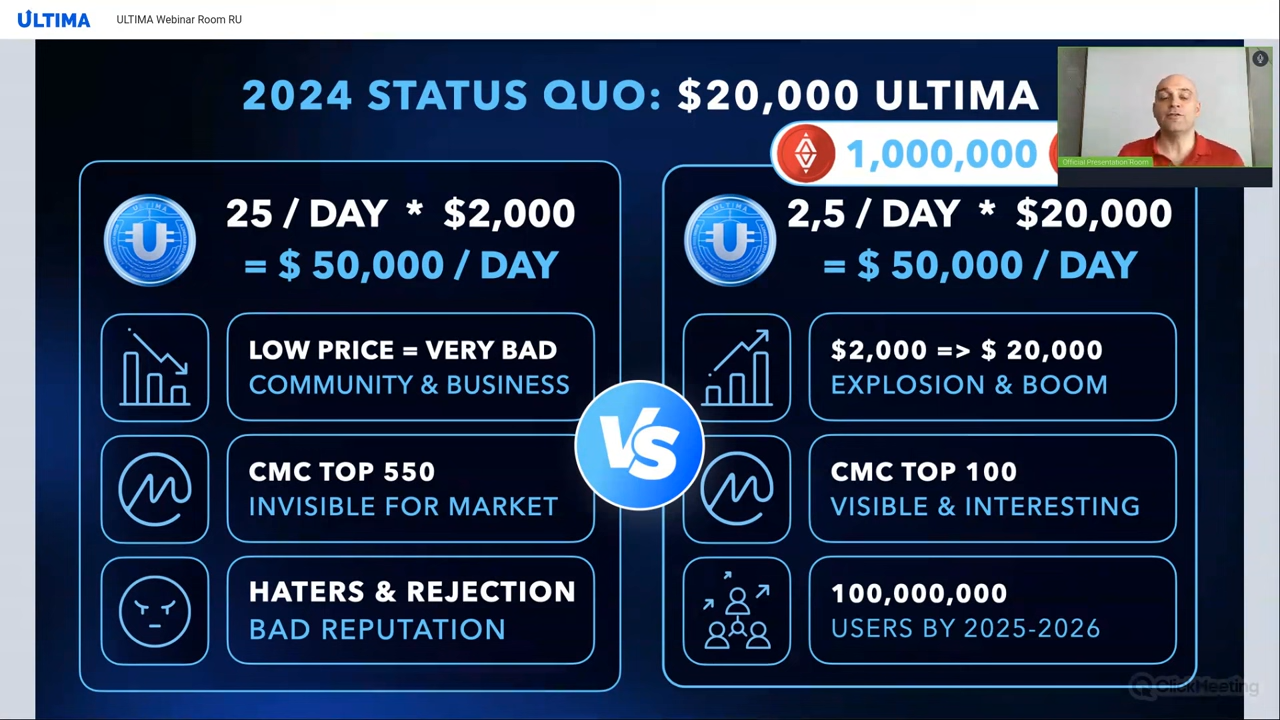 ULTIMA
ULTIMA Webinar Room RU
2024 STATUS QUO: $20,000 ULTIMA
1,000,000
Official Presentation Room
25 / DAY * $2,000
= $ 50,000 / DAY
LOW PRICE = VERY BAD
COMMUNITY & BUSINESS
CMC TOP 550
INVISIBLE FOR MARKET
HATERS & REJECTION
BAD REPUTATION
VS
2,5 / DAY * $20,000
= $ 50,000 / DAY
$2,000 => $ 20,000
EXPLOSION & BOOM
CMC TOP 100
VISIBLE & INTERESTING
100,000,000
USERS BY 2025-2026
ClickMeeting